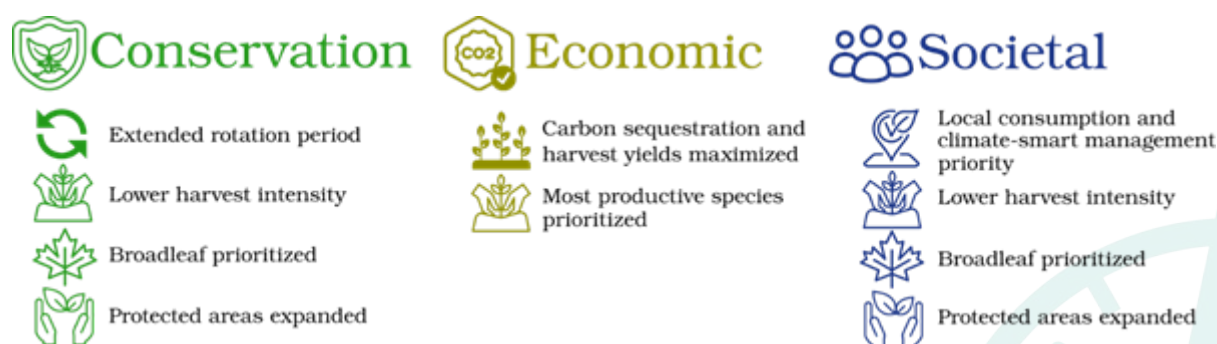 Conservation
Extended rotation period
Lower harvest intensity
Broadleaf prioritized
Protected areas expanded
CO2
Economic
Carbon sequestration and
harvest yields maximized
Most productive species
prioritized
Societal
Local consumption and
climate-smart management
priority
Lower harvest intensity
Broadleaf prioritized
Protected areas expanded